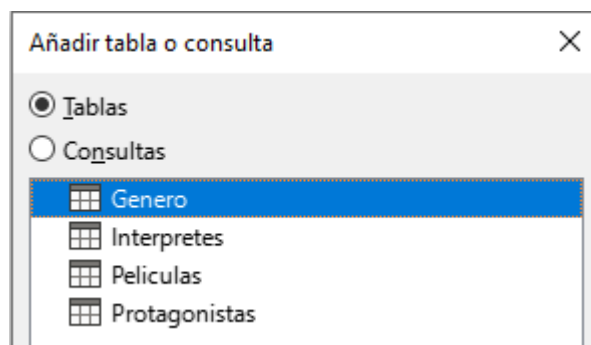 Añadir tabla o consulta
Tablas
Consultas
Genero
Interpretes
Peliculas
Protagonistas